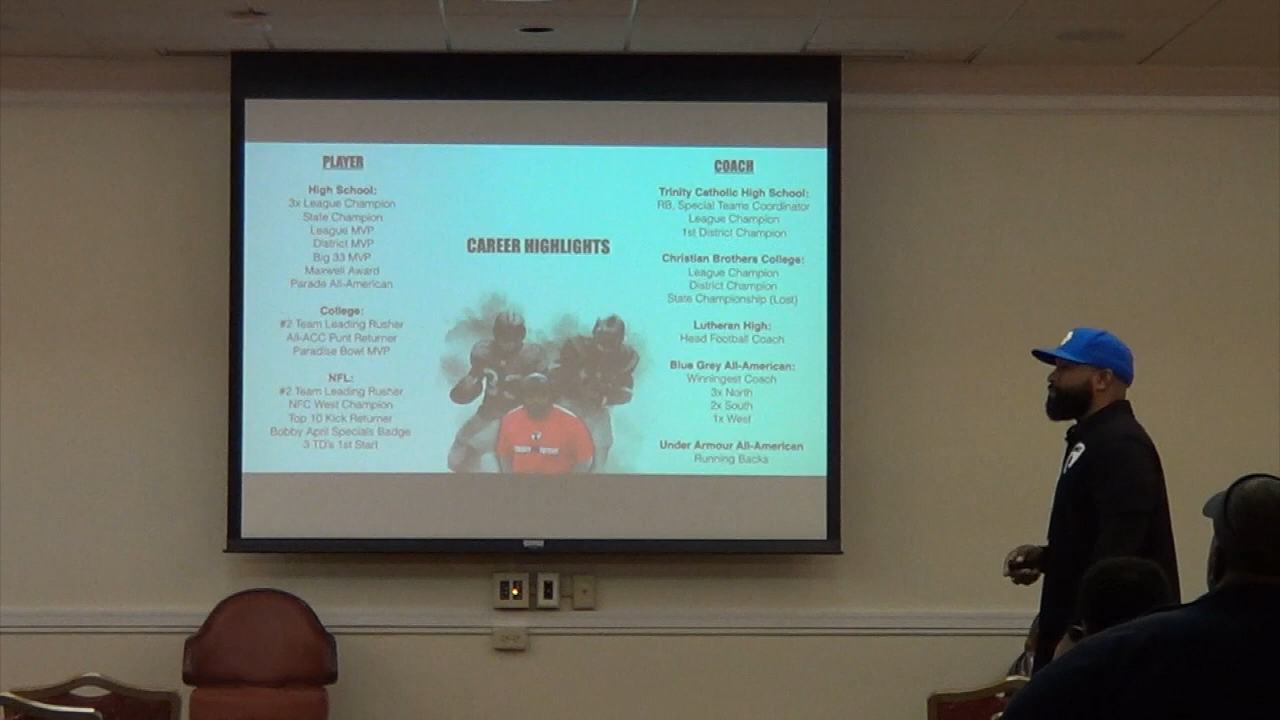 PLAYER
High School:
3x League Champion
State Champion
League MVP
District MVP
Big 33 MVP
Maxwell Award
Parade All-American
College:
#2 Team Leading Rusher
All-ACC Punt Returner
Paradise Bowl MVP
NFL:
#2 Team Leading Rusher
NFC West Champion
Top 10 Kick Returner
Bobby April Specials Badge
3 TD's 1st Start
CAREER HIGHLIGHTS
COACH
Trinity Catholic High School:
RB, Special Teams Coordinator
League Champion
1st District Champion
Christian Brothers College:
League Champion
District Champion
State Championship (Lost)
Lutheran High:
Head Football Coach
Blue Grey All-American:
Winningest Coach
3x North
2x South
1x West
Under Armour All-American
Running Backs